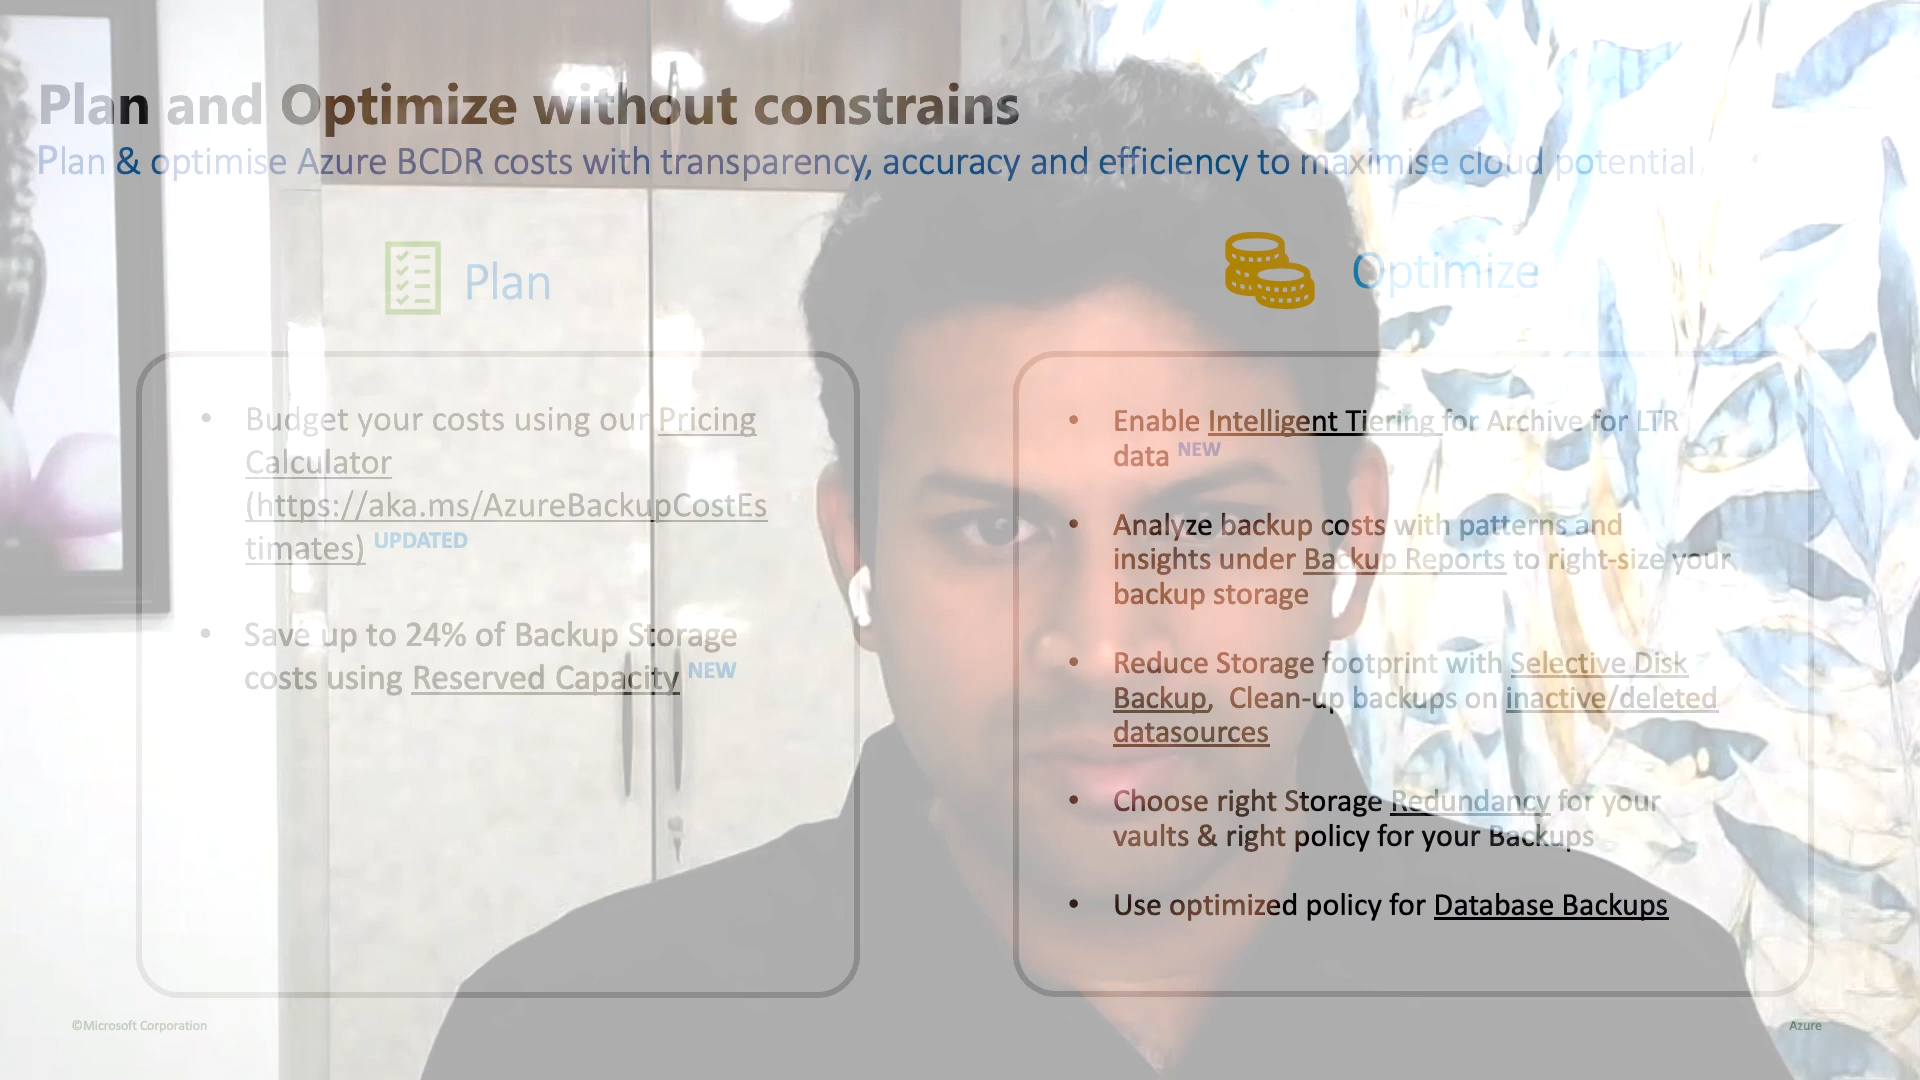 Plan and Optimize without constrains
Plan & optimise Azure BCDR costs with transparency, accuracy and efficiency to maximise cloud potential.
Plan
• Budget your costs using our Pricing
Calculator
(https://aka.ms/AzureBackupCostEs
timates) UPDATED
• Save up to 24% of Backup Storage
costs using Reserved Capacity NEW
Optimize
• Enable Intelligent Tiering for Archive for LTR
data NEW
• Analyze backup costs with patterns and
insights under Backup Reports to right-size your
backup storage
• Reduce Storage footprint with Selective Disk
Backup,  Clean-up backups on inactive/deleted
datasources
• Choose right Storage Redundancy for your
vaults & right policy for your Backups
• Use optimized policy for Database Backups
©Microsoft Corporation
Azure